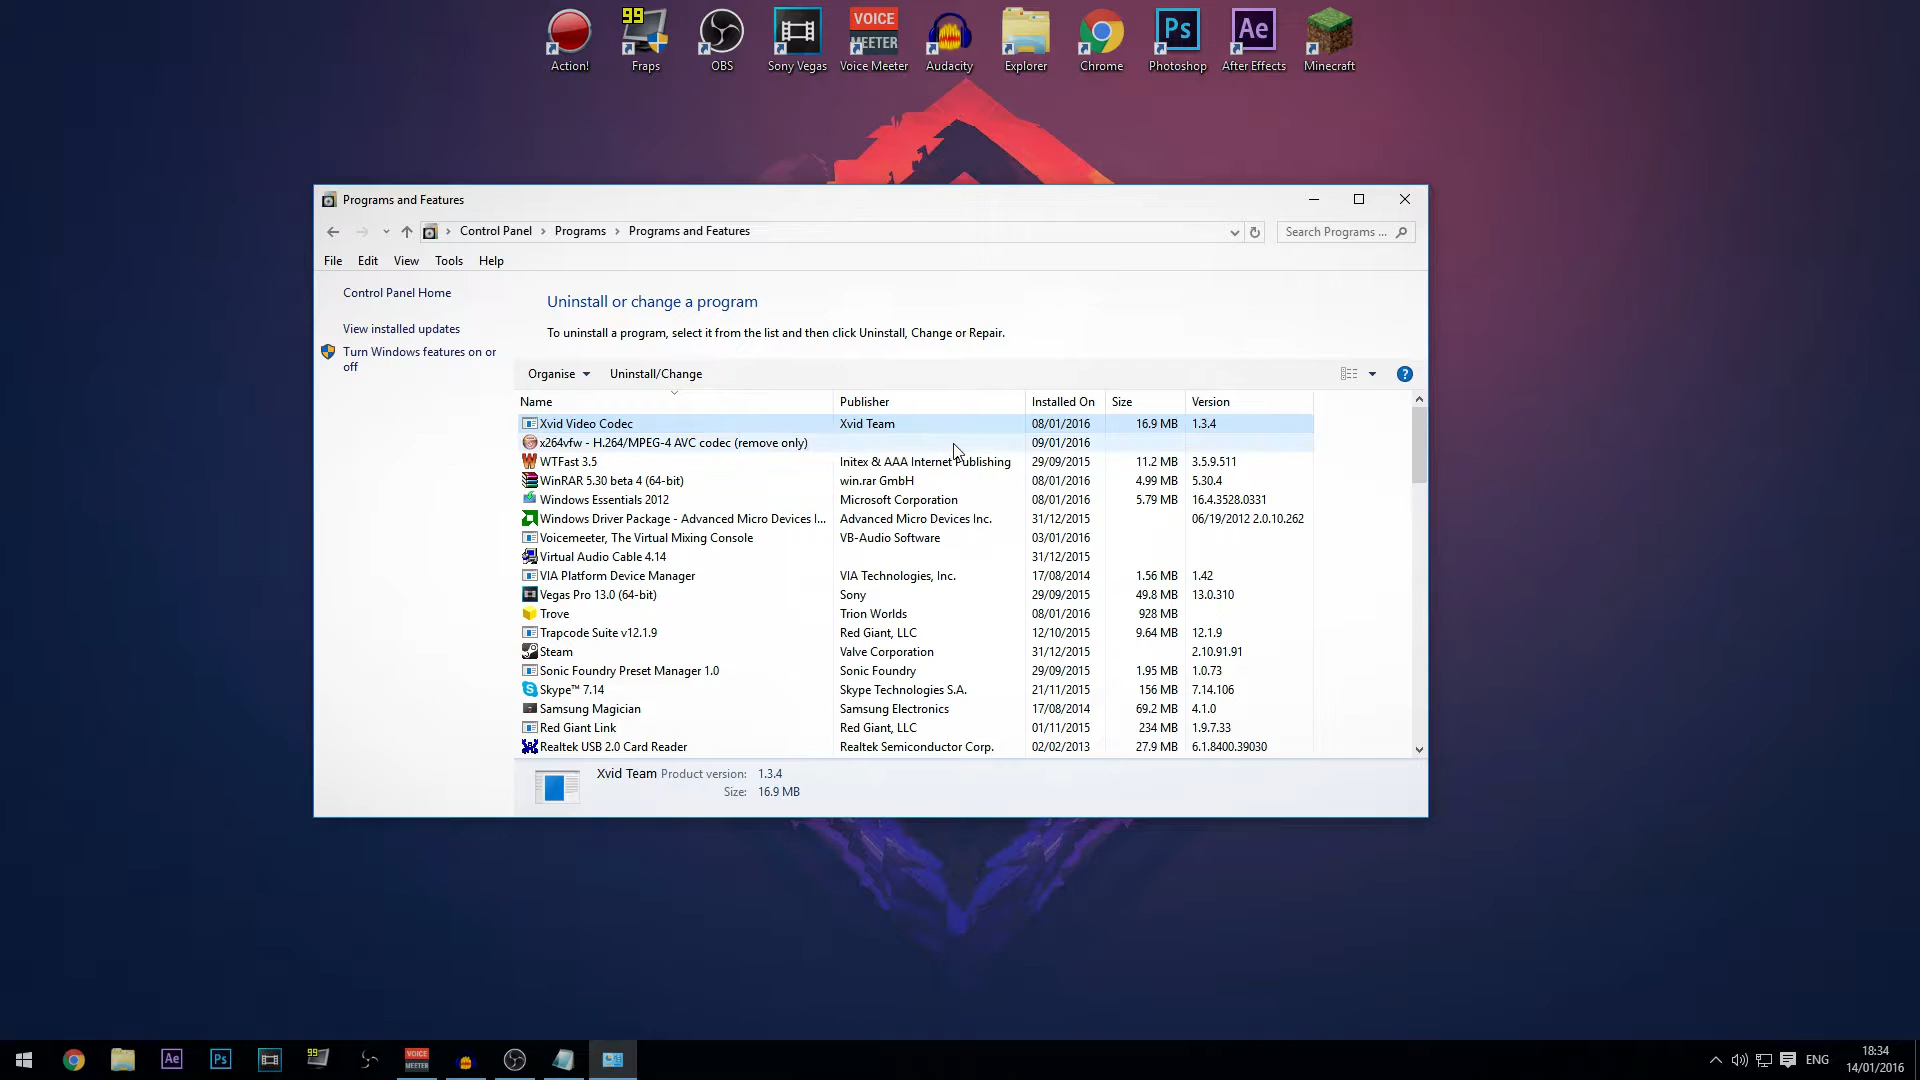 99
VOICE
MEETER
Ps
Ae
Action!
Fraps
OBS
Sony Vegas
Voice Meeter
Audacity
Explorer
Chrome
Photoshop
After Effects
Minecraft
Programs and Features
Control Panel > Programs > Programs and Features
Search Programs ...
File Edit View Tools Help
Control Panel Home
View installed updates
Turn Windows features on or
off
Uninstall or change a program
To uninstall a program, select it from the list and then click Uninstall, Change or Repair.
Organise Uninstall/Change
?
Name Publisher Installed On Size Version
Xvid Video Codec Xvid Team 08/01/2016 16.9 MB 1.3.4
x264vfw - H.264/MPEG-4 AVC codec (remove only) 09/01/2016
WTFast 3.5 Initex & AAA Internet Publishing 29/09/2015 11.2 MB 3.5.9.511
WinRAR 5.30 beta 4 (64-bit) win.rar GmbH 08/01/2016 4.99 MB 5.30.4
Windows Essentials 2012 Microsoft Corporation 08/01/2016 5.79 MB 16.4.3528.0331
Windows Driver Package - Advanced Micro Devices I... Advanced Micro Devices Inc. 31/12/2015 06/19/2012 2.0.10.262
Voicemeeter, The Virtual Mixing Console VB-Audio Software 03/01/2016
Virtual Audio Cable 4.14 31/12/2015
VIA Platform Device Manager VIA Technologies, Inc. 17/08/2014 1.56 MB 1.42
Vegas Pro 13.0 (64-bit) Sony 29/09/2015 49.8 MB 13.0.310
Trove Trion Worlds 08/01/2016 928 MB
Trapcode Suite v12.1.9 Red Giant, LLC 12/10/2015 9.64 MB 12.1.9
Steam Valve Corporation 31/12/2015 2.10.91.91
Sonic Foundry Preset Manager 1.0 Sonic Foundry 29/09/2015 1.95 MB 1.0.73
Skype™ 7.14 Skype Technologies S.A. 21/11/2015 156 MB 7.14.106
Samsung Magician Samsung Electronics 17/08/2014 69.2 MB 4.1.0
Red Giant Link Red Giant, LLC 01/11/2015 234 MB 1.9.7.33
Realtek USB 2.0 Card Reader Realtek Semiconductor Corp. 02/02/2013 27.9 MB 6.1.8400.39030
Xvid Team Product version: 1.3.4
Size: 16.9 MB
Ae
Ps
99
VOICE
MEETER
ENG
18:34
14/01/2016